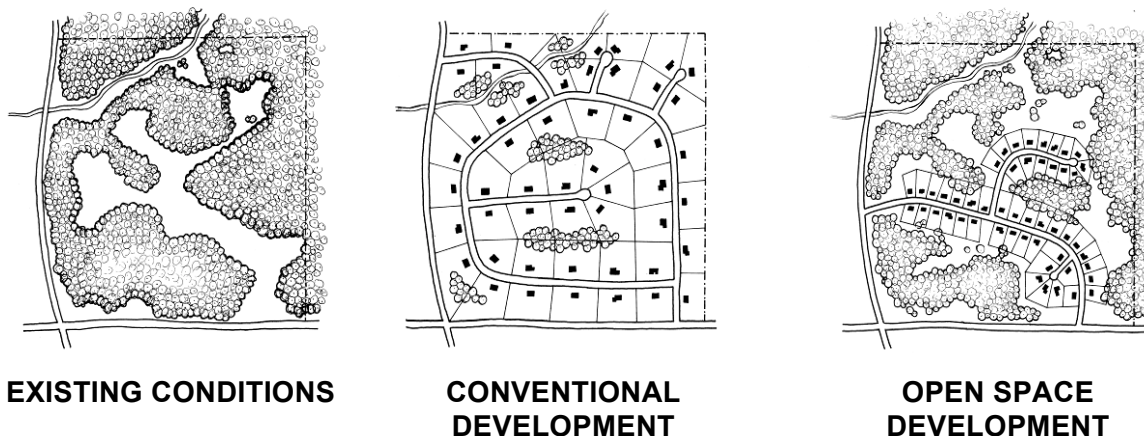 EXISTING CONDITIONS
CONVENTIONAL
DEVELOPMENT
OPEN SPACE
DEVELOPMENT